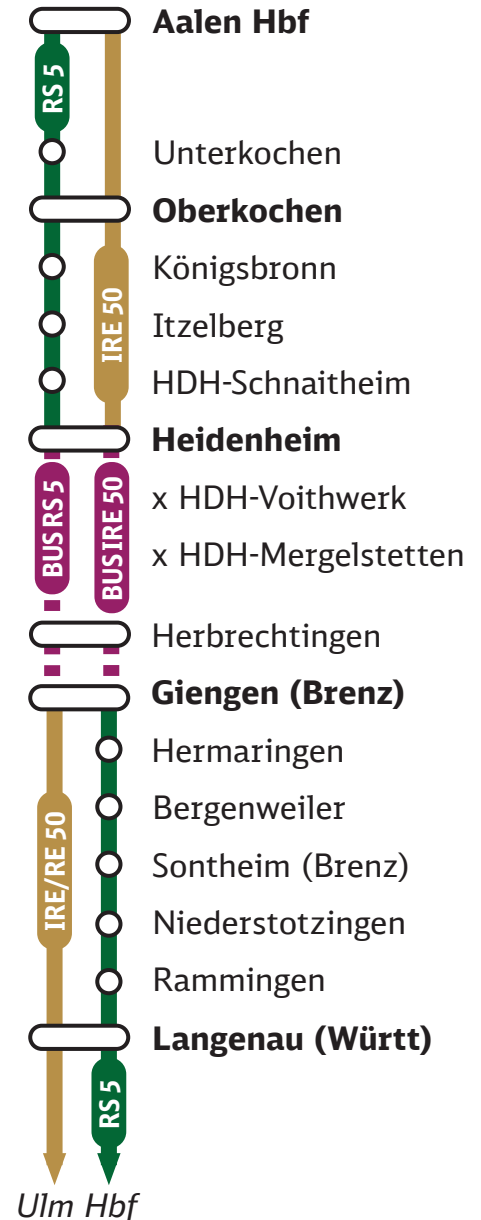 Aalen Hbf
RS 5
Unterkochen
Oberkochen
Königsbronn
IRE 50
Itzelberg
HDH-Schnaitheim
Heidenheim
BUS RS 5
BUS IRE 50
x HDH-Voithwerk
x HDH-Mergelstetten
Herbrechtingen
Giengen (Brenz)
Hermaringen
Bergenweiler
IRE/RE 50
Sontheim (Brenz)
Niederstotzingen
Rammingen
Langenau (Württ)
RS 5
Ulm Hbf